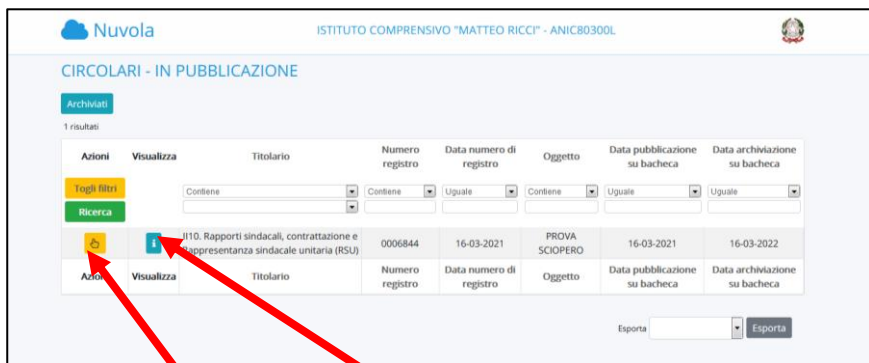 Nuvola
ISTITUTO COMPRENSIVO "MATTEO RICCI" - ANIC80300L
CIRCOLARI - IN PUBBLICAZIONE
Archiviati
1 risultati
Azioni Visualizza Titolario Numero registro Data numero di registro Oggetto Data pubblicazione su bacheca Data archiviazione su bacheca
Togli filtri Contiene Contiene Uguale Contiene Uguale Uguale
Ricerca
II10. Rapporti sindacali, contrattazione e Rappresentanza sindacale unitaria (RSU) 0006844 16-03-2021 PROVA SCIOPERO 16-03-2021 16-03-2022
Azioni Visualizza Titolario Numero registro Data numero di registro Oggetto Data pubblicazione su bacheca Data archiviazione su bacheca
Esporta Esporta